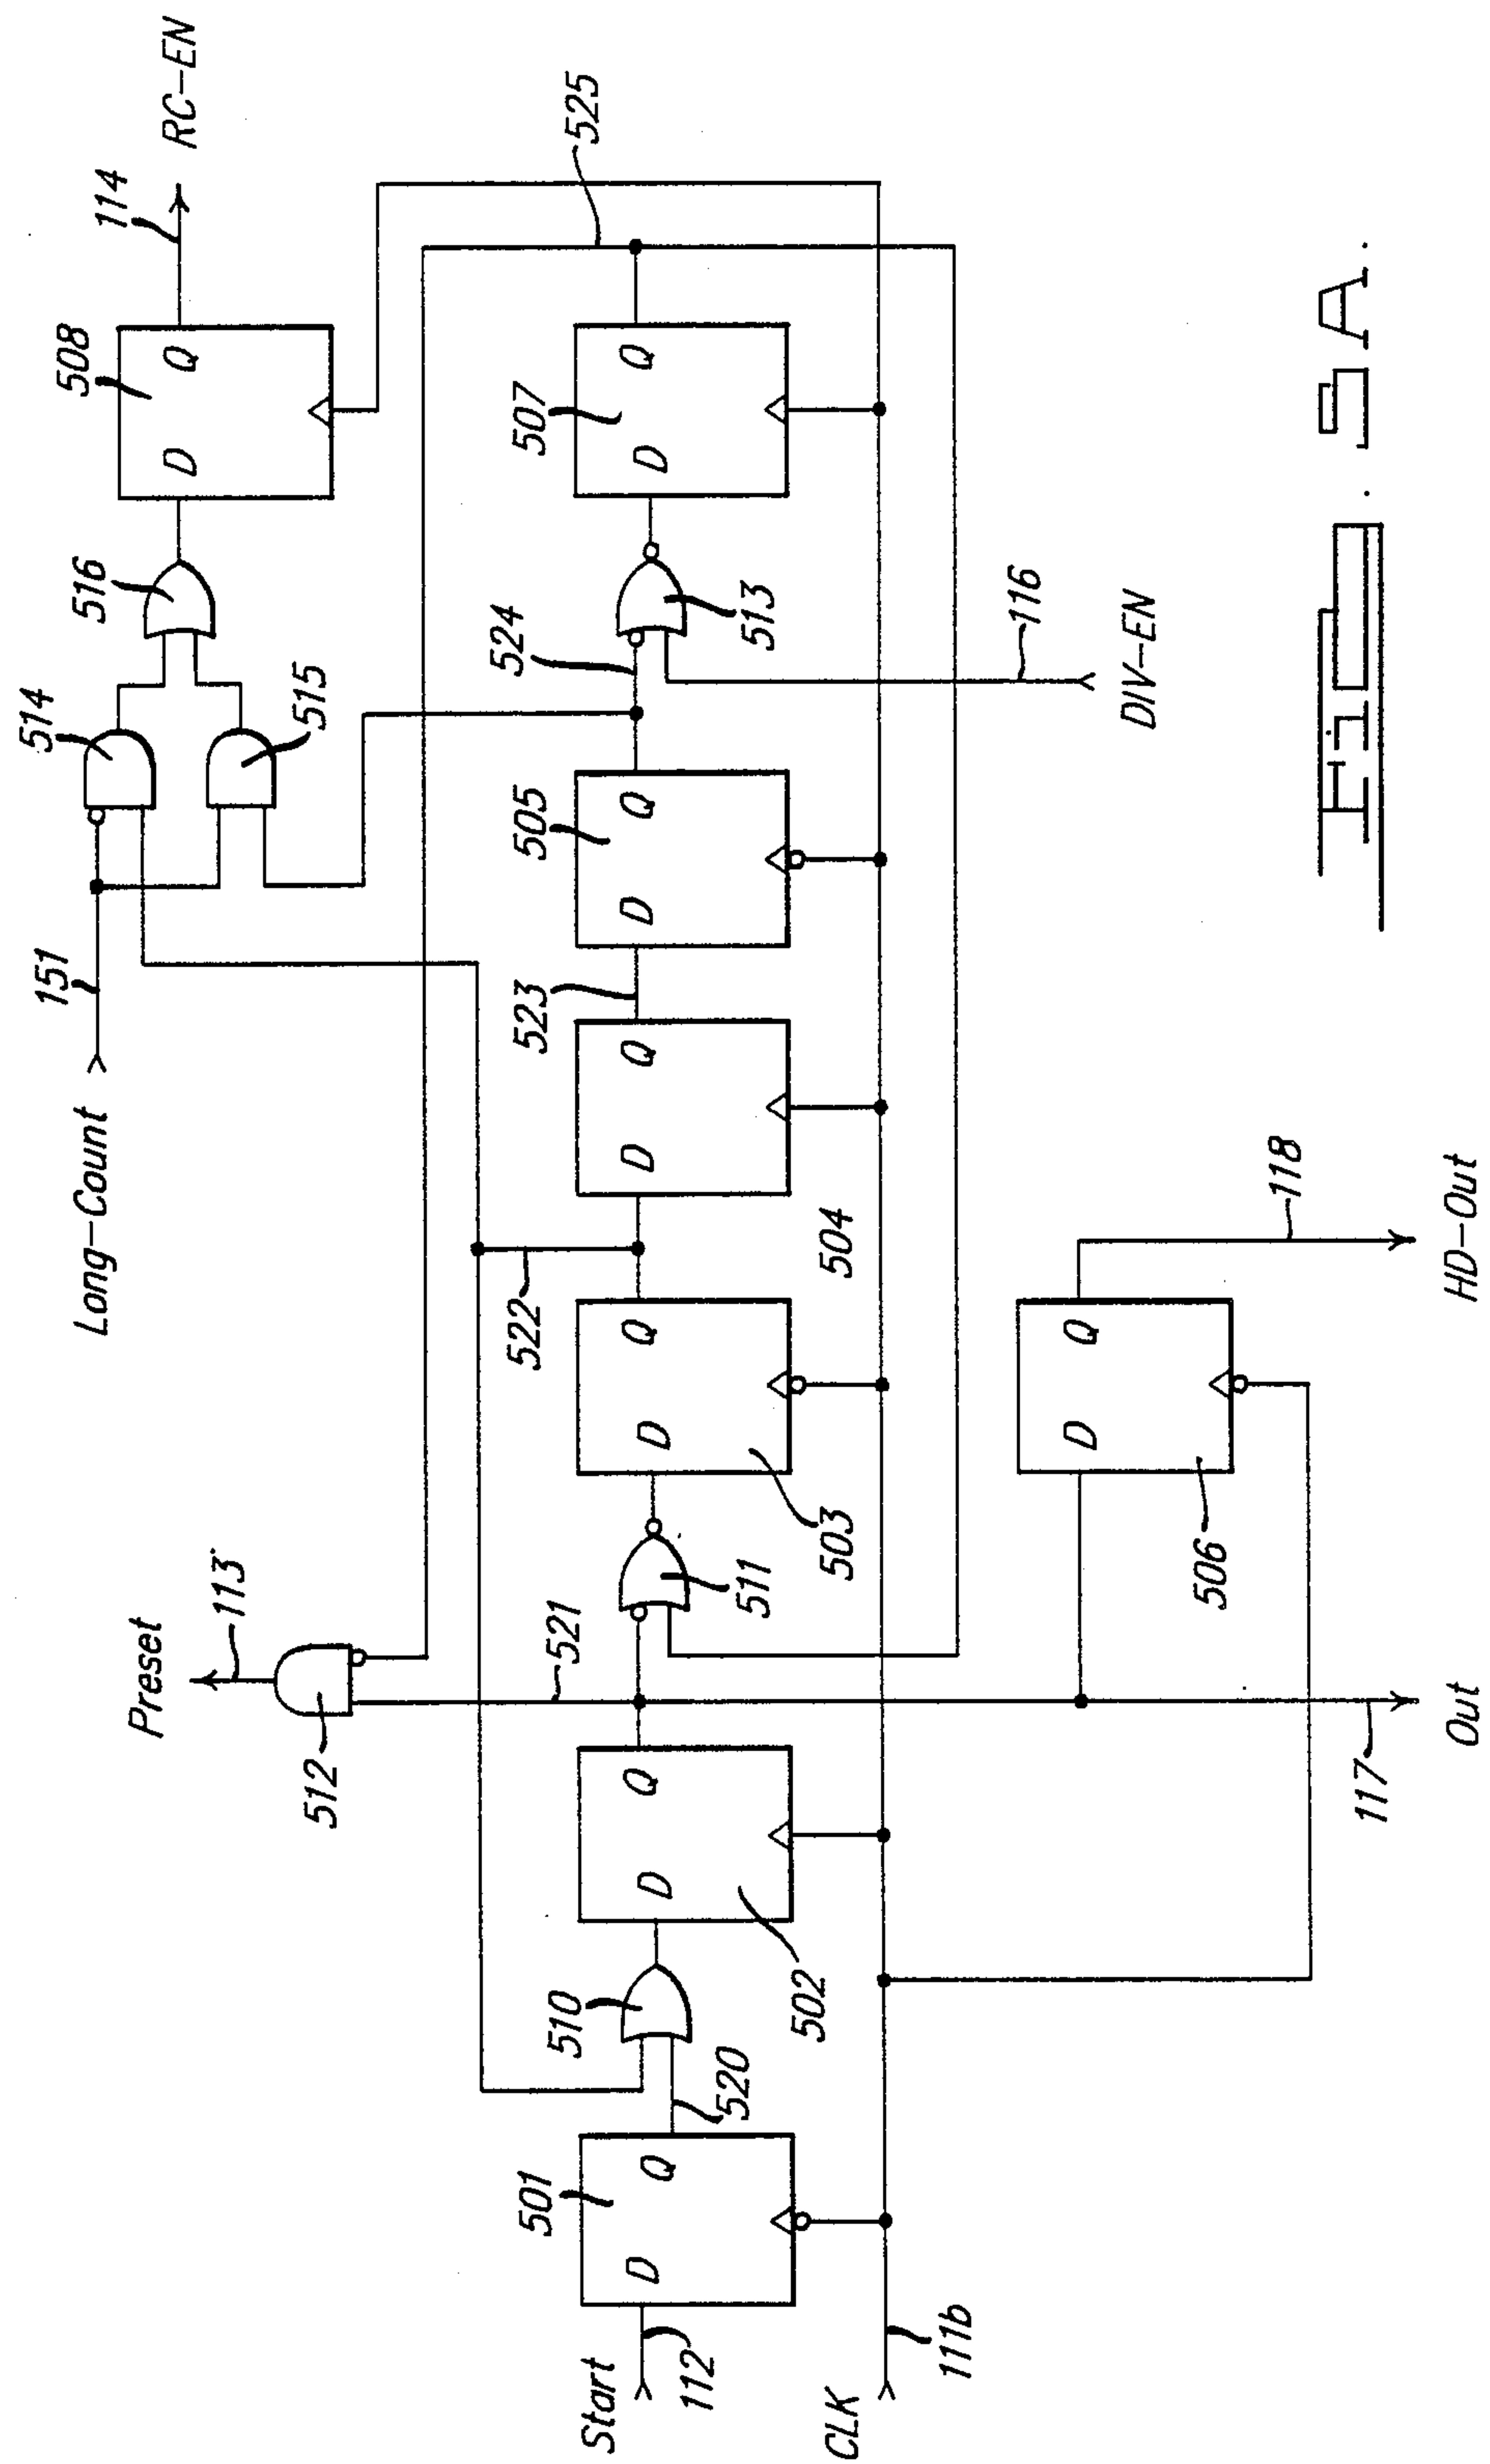 Long-Count
151
514
515
516
508
D
Q
114
RC-EN
Preset
113
512
521
522
523
524
525
Start
112
501
D
Q
520
510
502
D
Q
511
503
D
Q
504
D
Q
505
D
Q
513
507
D
Q
CLK
111b
116
DIV-EN
506
D
Q
118
HD-Out
117
Out
Fig. 5A.